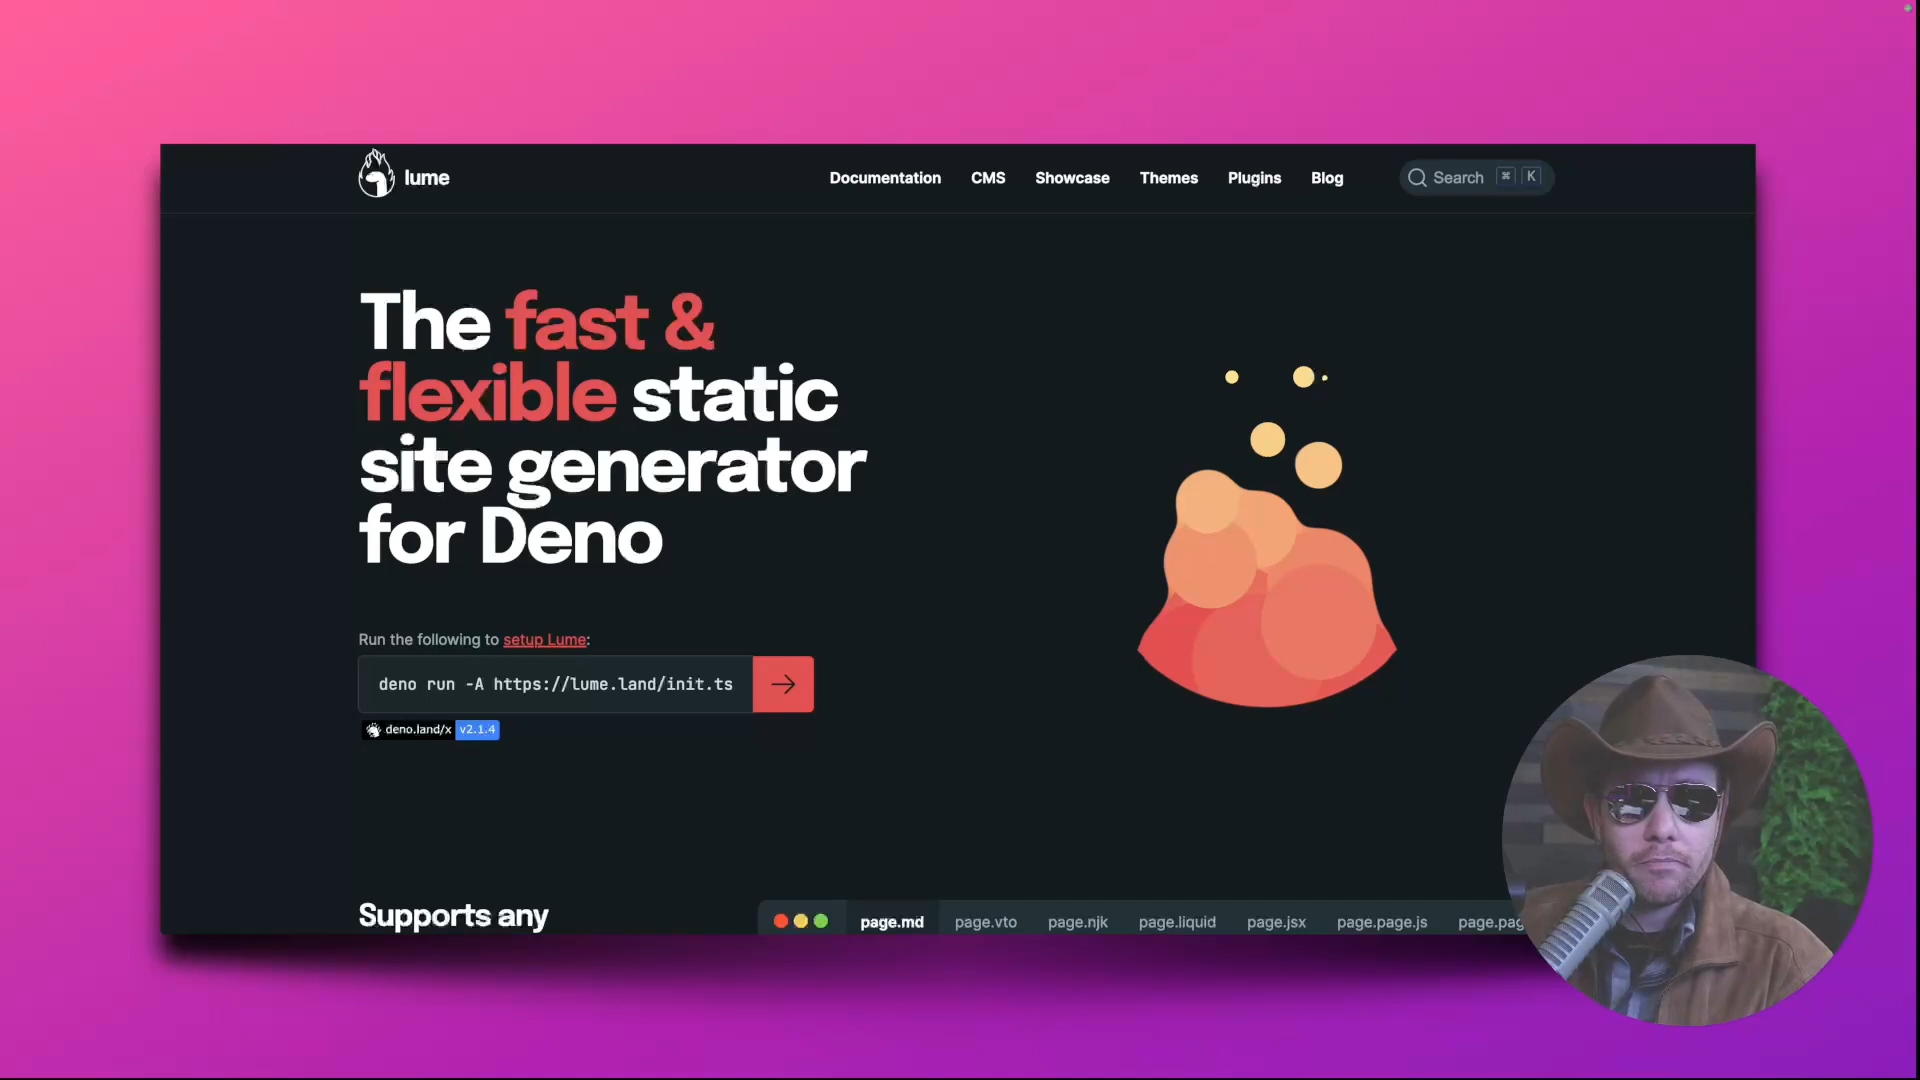 lume
Documentation CMS Showcase Themes Plugins Blog
Search ⌘ K
The fast &
flexible static
site generator
for Deno
Run the following to setup Lume:
deno run -A https://lume.land/init.ts
deno.land/x v2.1.4
Supports any
page.md page.vto page.njk page.liquid page.jsx page.page.js